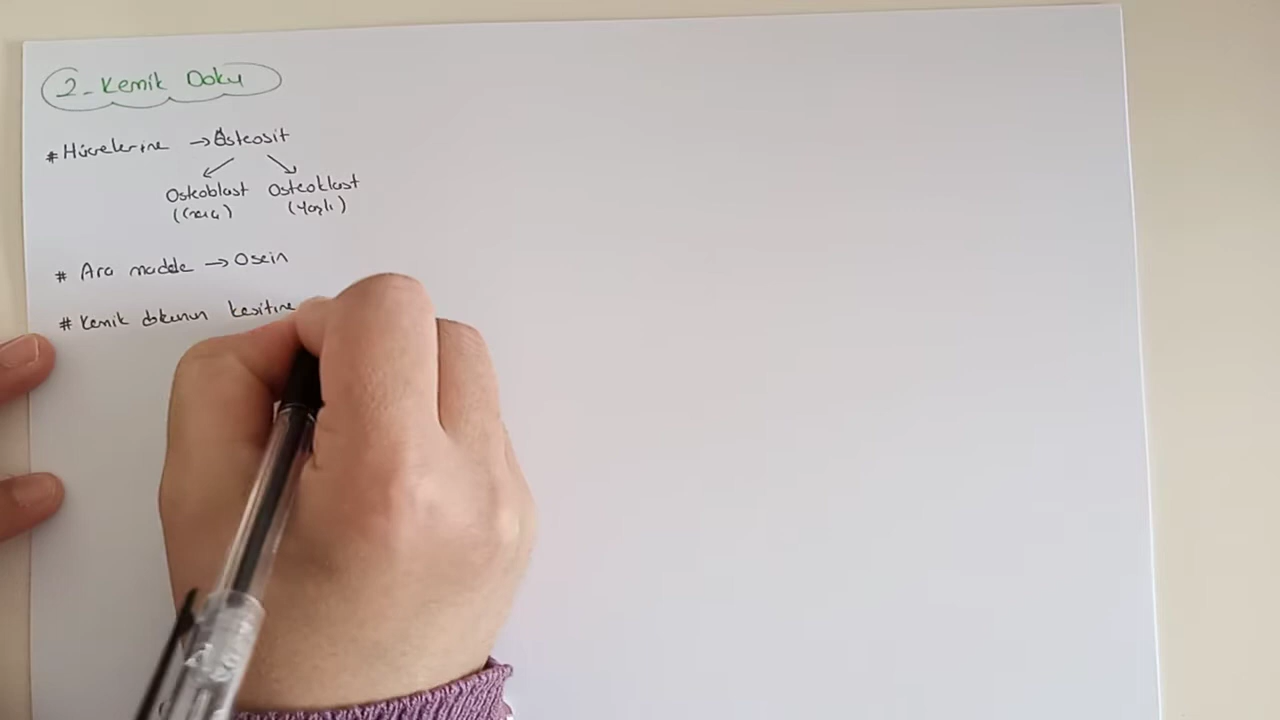 2- Kemik Doku
# Hücrelerine → Osteosit
Osteoblast Osteoklast
(Genç) (Yaşlı)
# Ara madde → Osein
# Kemik dokunun kesitine